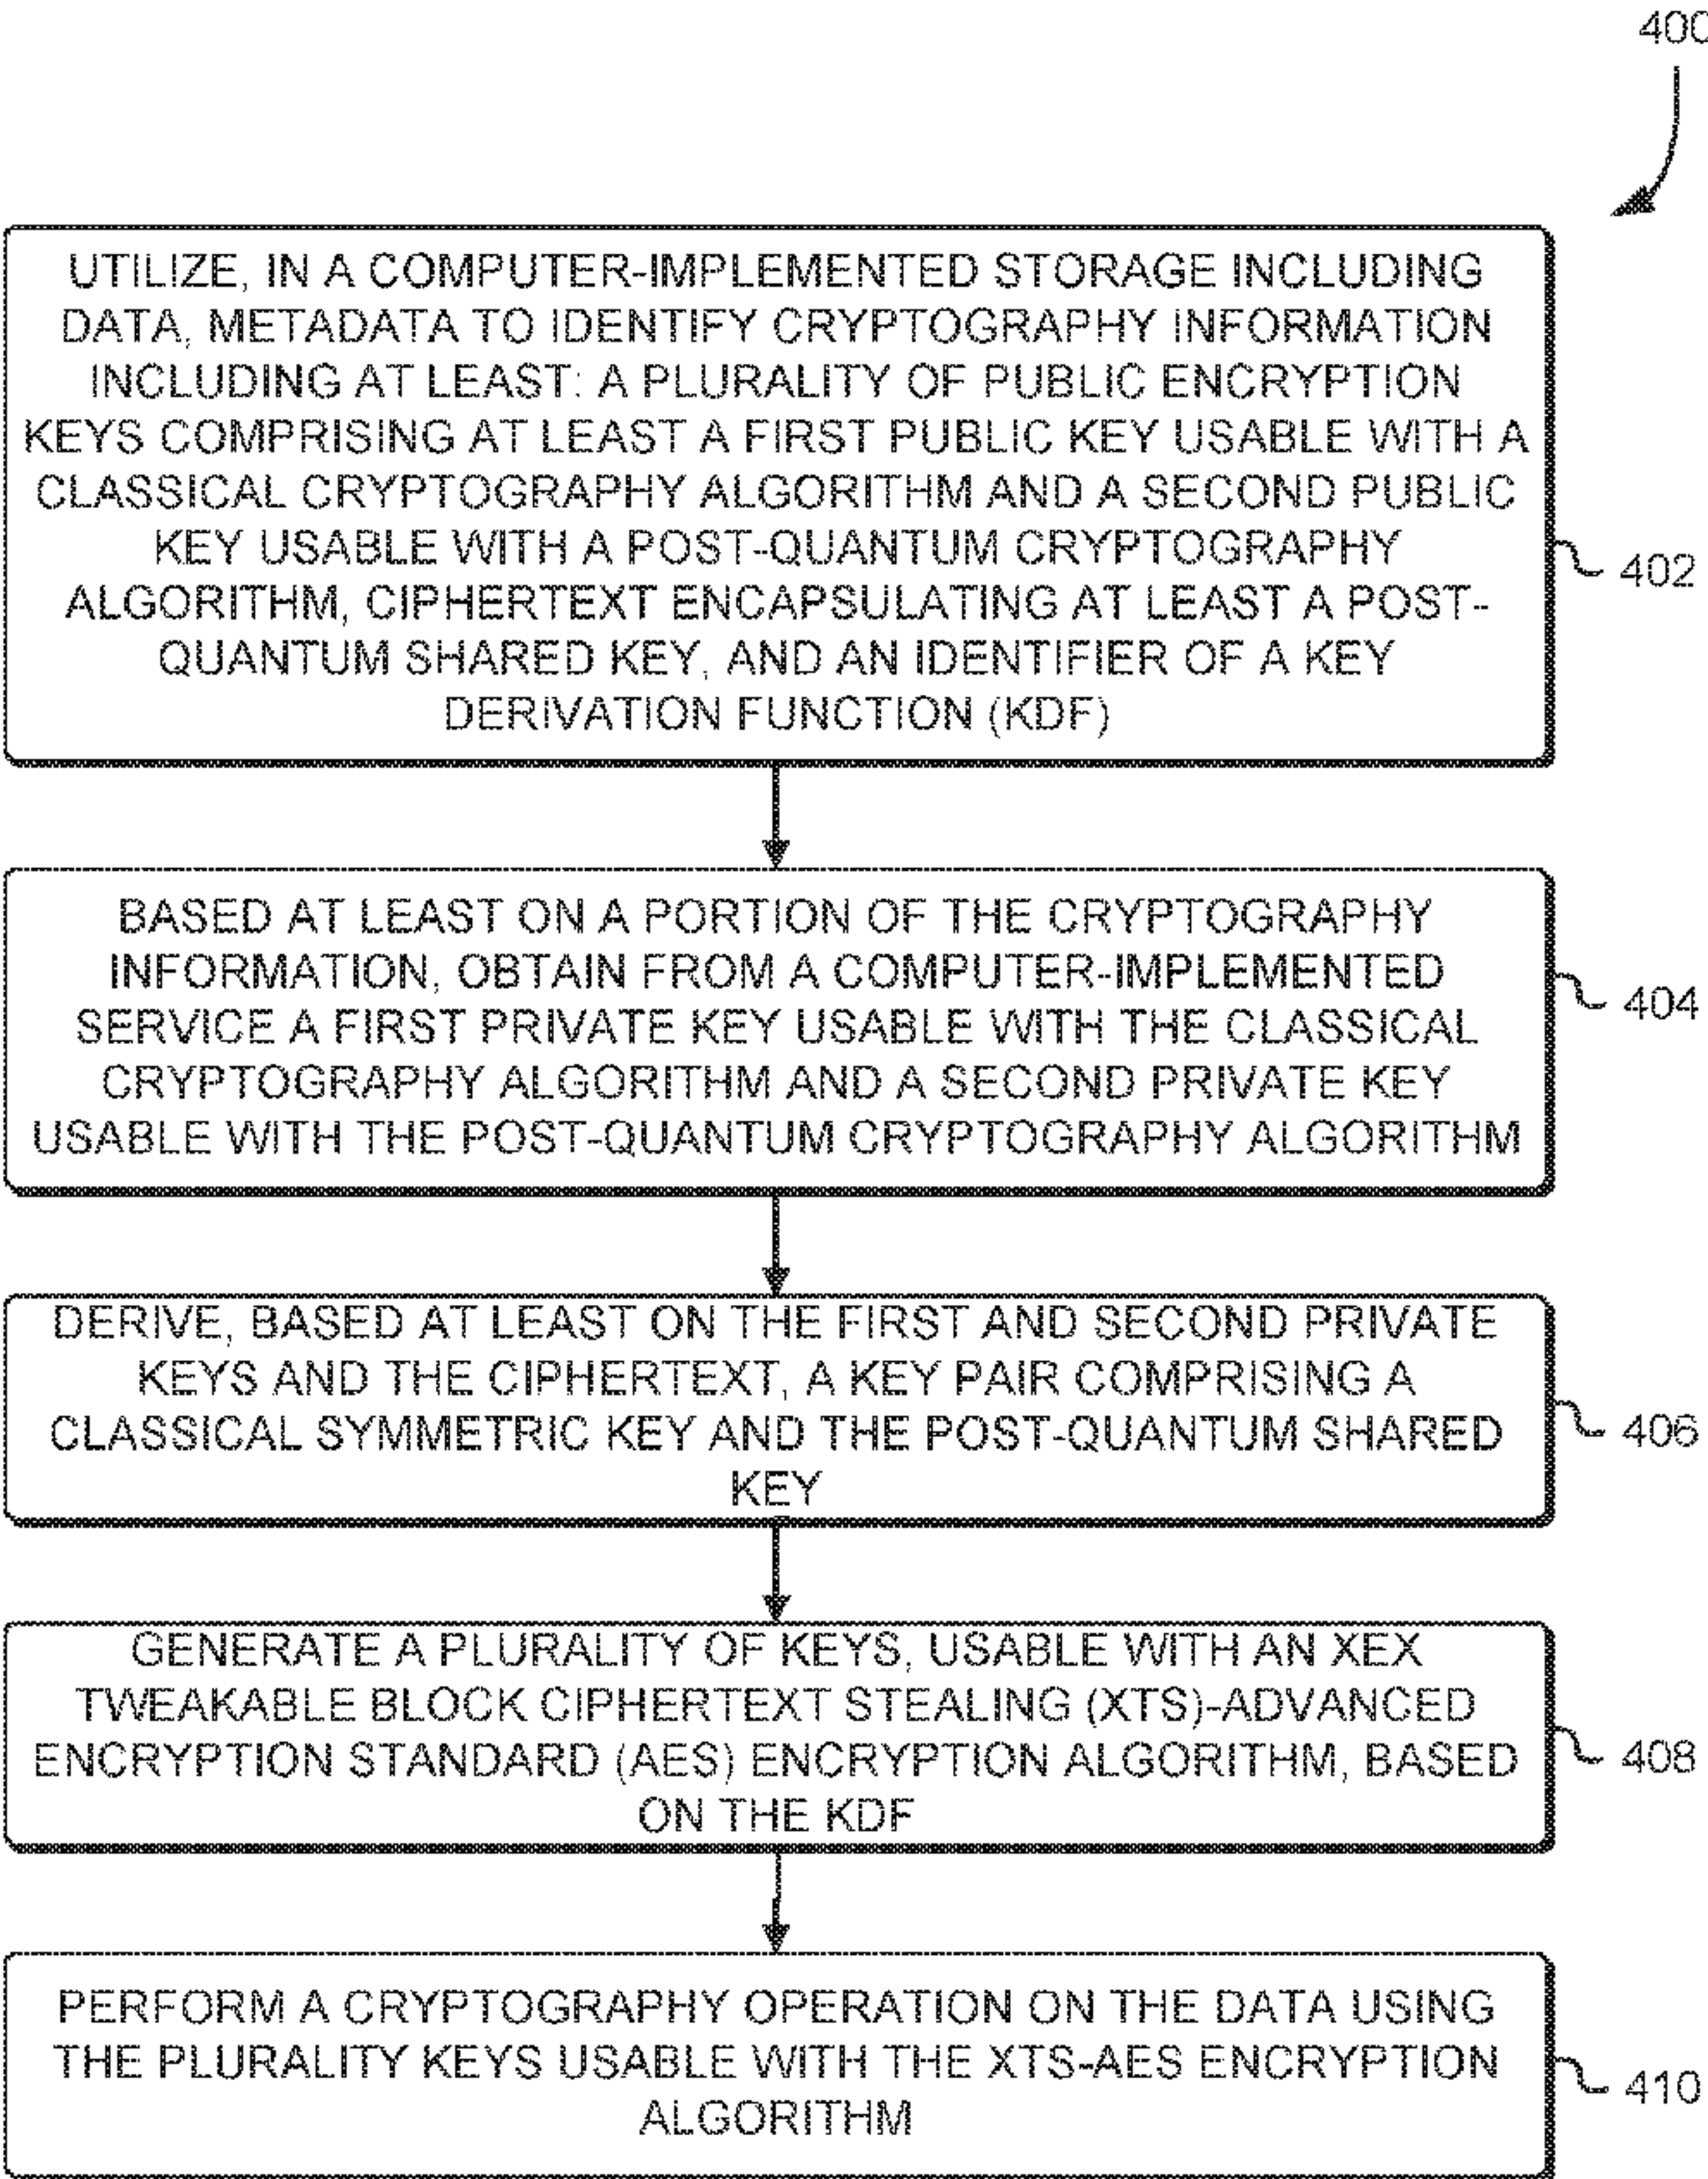 400
UTILIZE, IN A COMPUTER-IMPLEMENTED STORAGE INCLUDING
DATA, METADATA TO IDENTIFY CRYPTOGRAPHY INFORMATION
INCLUDING AT LEAST: A PLURALITY OF PUBLIC ENCRYPTION
KEYS COMPRISING AT LEAST A FIRST PUBLIC KEY USABLE WITH A
CLASSICAL CRYPTOGRAPHY ALGORITHM AND A SECOND PUBLIC
KEY USABLE WITH A POST-QUANTUM CRYPTOGRAPHY
ALGORITHM, CIPHERTEXT ENCAPSULATING AT LEAST A POST-
QUANTUM SHARED KEY, AND AN IDENTIFIER OF A KEY
DERIVATION FUNCTION (KDF)
402
BASED AT LEAST ON A PORTION OF THE CRYPTOGRAPHY
INFORMATION, OBTAIN FROM A COMPUTER-IMPLEMENTED
SERVICE A FIRST PRIVATE KEY USABLE WITH THE CLASSICAL
CRYPTOGRAPHY ALGORITHM AND A SECOND PRIVATE KEY
USABLE WITH THE POST-QUANTUM CRYPTOGRAPHY ALGORITHM
404
DERIVE, BASED AT LEAST ON THE FIRST AND SECOND PRIVATE
KEYS AND THE CIPHERTEXT, A KEY PAIR COMPRISING A
CLASSICAL SYMMETRIC KEY AND THE POST-QUANTUM SHARED
KEY
406
GENERATE A PLURALITY OF KEYS, USABLE WITH AN XEX
TWEAKABLE BLOCK CIPHERTEXT STEALING (XTS)-ADVANCED
ENCRYPTION STANDARD (AES) ENCRYPTION ALGORITHM, BASED
ON THE KDF
408
PERFORM A CRYPTOGRAPHY OPERATION ON THE DATA USING
THE PLURALITY KEYS USABLE WITH THE XTS-AES ENCRYPTION
ALGORITHM
410